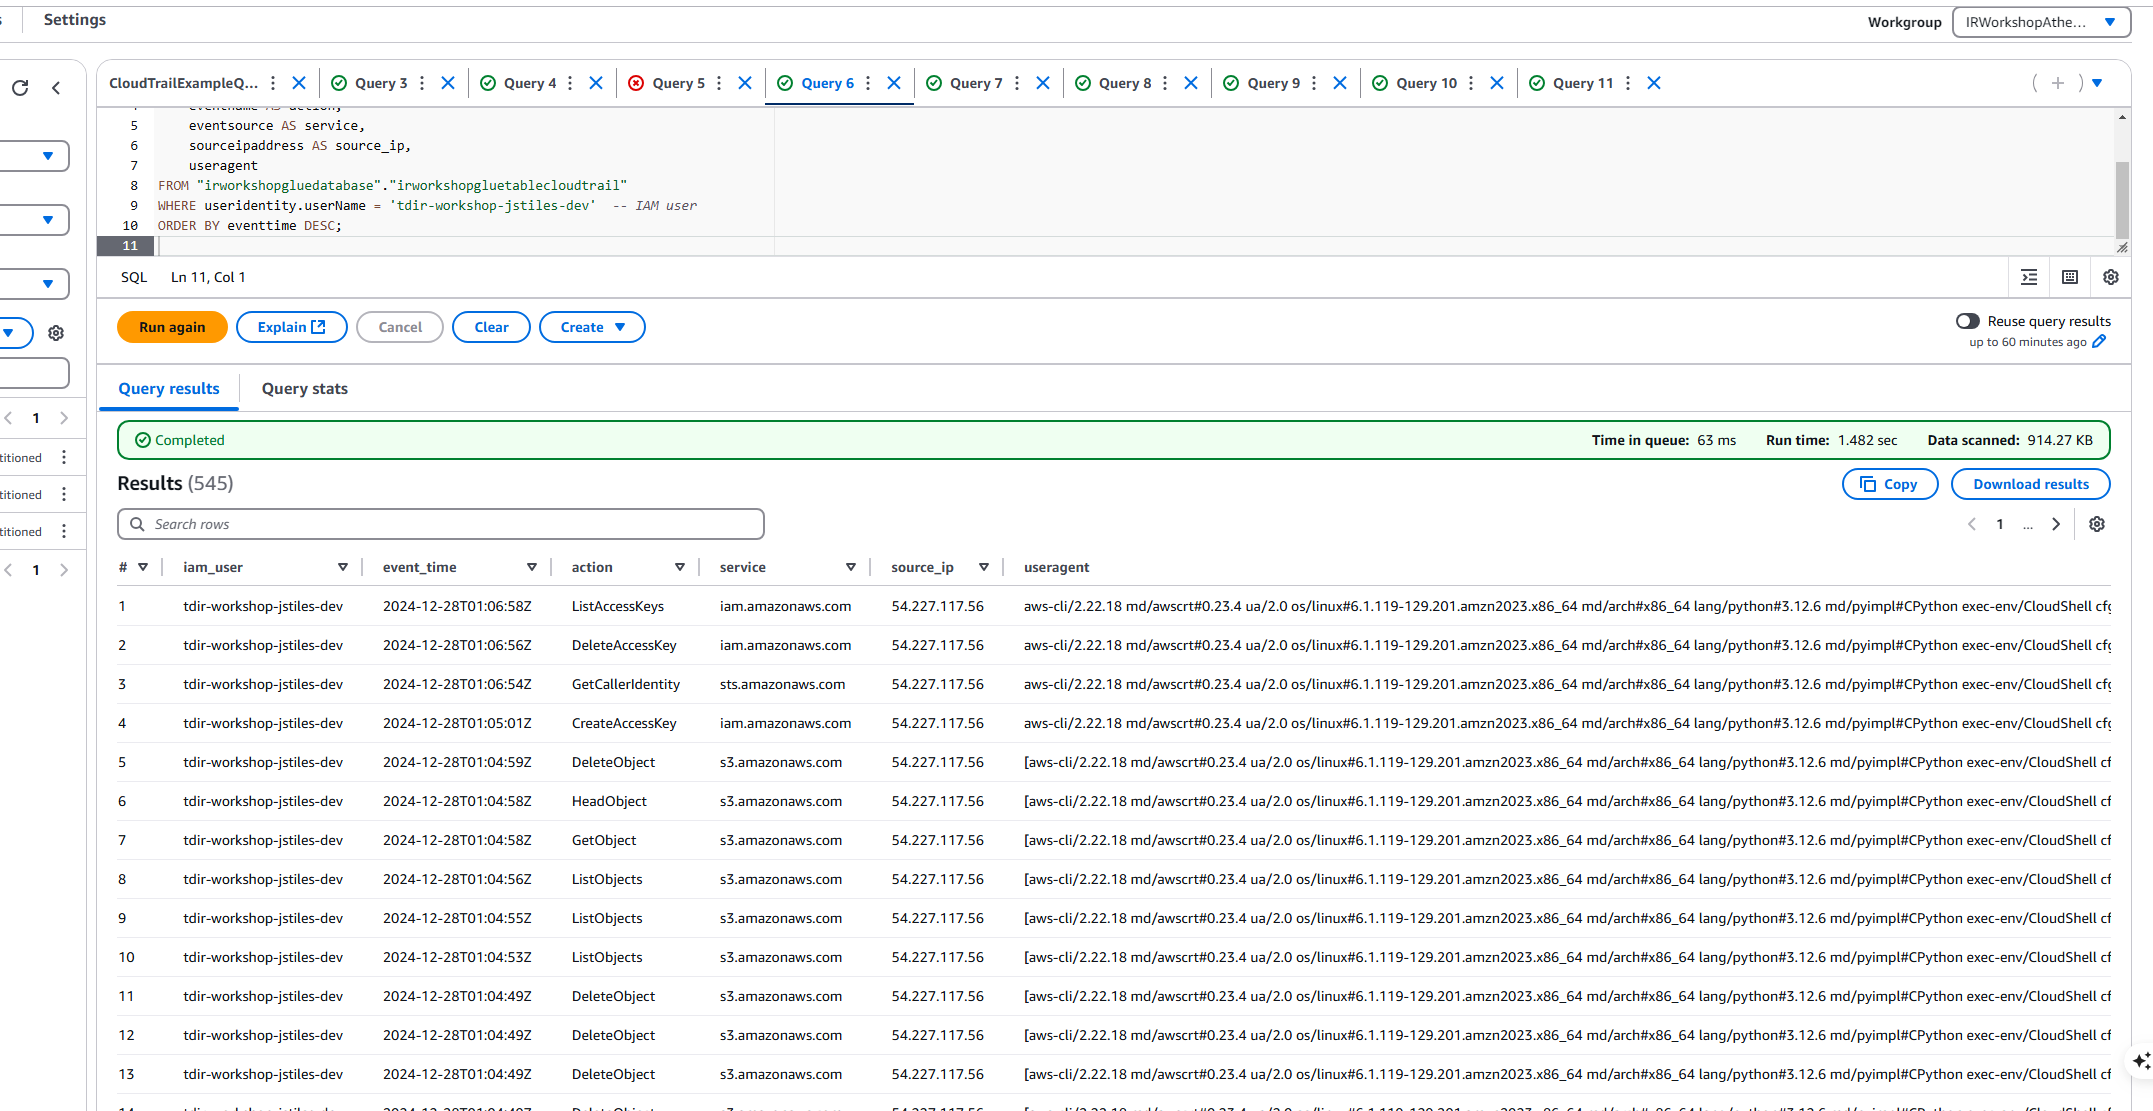 Settings
Workgroup IRWorkshopAthe...
CloudTrailExampleQ... Query 3 Query 4 Query 5 Query 6 Query 7 Query 8 Query 9 Query 10 Query 11
eventname AS action,
5 eventsource AS service,
6 sourceipaddress AS source_ip,
7 useragent
8 FROM "irworkshopgluedatabase"."irworkshopgluetablecloudtrail"
9 WHERE useridentity.userName = 'tdir-workshop-jstiles-dev' -- IAM user
10 ORDER BY eventtime DESC;
11
SQL Ln 11, Col 1
Run again Explain Cancel Clear Create
Reuse query results
up to 60 minutes ago
Query results Query stats
1
Completed Time in queue: 63 ms Run time: 1.482 sec Data scanned: 914.27 KB
titioned
Results (545) Copy Download results
titioned
Search rows 1 ...
titioned
1
# iam_user event_time action service source_ip useragent
1 tdir-workshop-jstiles-dev 2024-12-28T01:06:58Z ListAccessKeys iam.amazonaws.com 54.227.117.56 aws-cli/2.22.18 md/awscrt#0.23.4 ua/2.0 os/linux#6.1.119-129.201.amzn2023.x86_64 md/arch#x86_64 lang/python#3.12.6 md/pyimpl#CPython exec-env/CloudShell cfg
2 tdir-workshop-jstiles-dev 2024-12-28T01:06:56Z DeleteAccessKey iam.amazonaws.com 54.227.117.56 aws-cli/2.22.18 md/awscrt#0.23.4 ua/2.0 os/linux#6.1.119-129.201.amzn2023.x86_64 md/arch#x86_64 lang/python#3.12.6 md/pyimpl#CPython exec-env/CloudShell cfg
3 tdir-workshop-jstiles-dev 2024-12-28T01:06:54Z GetCallerIdentity sts.amazonaws.com 54.227.117.56 aws-cli/2.22.18 md/awscrt#0.23.4 ua/2.0 os/linux#6.1.119-129.201.amzn2023.x86_64 md/arch#x86_64 lang/python#3.12.6 md/pyimpl#CPython exec-env/CloudShell cfg
4 tdir-workshop-jstiles-dev 2024-12-28T01:05:01Z CreateAccessKey iam.amazonaws.com 54.227.117.56 aws-cli/2.22.18 md/awscrt#0.23.4 ua/2.0 os/linux#6.1.119-129.201.amzn2023.x86_64 md/arch#x86_64 lang/python#3.12.6 md/pyimpl#CPython exec-env/CloudShell cfg
5 tdir-workshop-jstiles-dev 2024-12-28T01:04:59Z DeleteObject s3.amazonaws.com 54.227.117.56 [aws-cli/2.22.18 md/awscrt#0.23.4 ua/2.0 os/linux#6.1.119-129.201.amzn2023.x86_64 md/arch#x86_64 lang/python#3.12.6 md/pyimpl#CPython exec-env/CloudShell cf
6 tdir-workshop-jstiles-dev 2024-12-28T01:04:58Z HeadObject s3.amazonaws.com 54.227.117.56 [aws-cli/2.22.18 md/awscrt#0.23.4 ua/2.0 os/linux#6.1.119-129.201.amzn2023.x86_64 md/arch#x86_64 lang/python#3.12.6 md/pyimpl#CPython exec-env/CloudShell cf
7 tdir-workshop-jstiles-dev 2024-12-28T01:04:58Z GetObject s3.amazonaws.com 54.227.117.56 [aws-cli/2.22.18 md/awscrt#0.23.4 ua/2.0 os/linux#6.1.119-129.201.amzn2023.x86_64 md/arch#x86_64 lang/python#3.12.6 md/pyimpl#CPython exec-env/CloudShell cf
8 tdir-workshop-jstiles-dev 2024-12-28T01:04:56Z ListObjects s3.amazonaws.com 54.227.117.56 [aws-cli/2.22.18 md/awscrt#0.23.4 ua/2.0 os/linux#6.1.119-129.201.amzn2023.x86_64 md/arch#x86_64 lang/python#3.12.6 md/pyimpl#CPython exec-env/CloudShell cf
9 tdir-workshop-jstiles-dev 2024-12-28T01:04:55Z ListObjects s3.amazonaws.com 54.227.117.56 [aws-cli/2.22.18 md/awscrt#0.23.4 ua/2.0 os/linux#6.1.119-129.201.amzn2023.x86_64 md/arch#x86_64 lang/python#3.12.6 md/pyimpl#CPython exec-env/CloudShell cf
10 tdir-workshop-jstiles-dev 2024-12-28T01:04:53Z ListObjects s3.amazonaws.com 54.227.117.56 [aws-cli/2.22.18 md/awscrt#0.23.4 ua/2.0 os/linux#6.1.119-129.201.amzn2023.x86_64 md/arch#x86_64 lang/python#3.12.6 md/pyimpl#CPython exec-env/CloudShell cf
11 tdir-workshop-jstiles-dev 2024-12-28T01:04:49Z DeleteObject s3.amazonaws.com 54.227.117.56 [aws-cli/2.22.18 md/awscrt#0.23.4 ua/2.0 os/linux#6.1.119-129.201.amzn2023.x86_64 md/arch#x86_64 lang/python#3.12.6 md/pyimpl#CPython exec-env/CloudShell cf
12 tdir-workshop-jstiles-dev 2024-12-28T01:04:49Z DeleteObject s3.amazonaws.com 54.227.117.56 [aws-cli/2.22.18 md/awscrt#0.23.4 ua/2.0 os/linux#6.1.119-129.201.amzn2023.x86_64 md/arch#x86_64 lang/python#3.12.6 md/pyimpl#CPython exec-env/CloudShell cf
13 tdir-workshop-jstiles-dev 2024-12-28T01:04:49Z DeleteObject s3.amazonaws.com 54.227.117.56 [aws-cli/2.22.18 md/awscrt#0.23.4 ua/2.0 os/linux#6.1.119-129.201.amzn2023.x86_64 md/arch#x86_64 lang/python#3.12.6 md/pyimpl#CPython exec-env/CloudShell cf